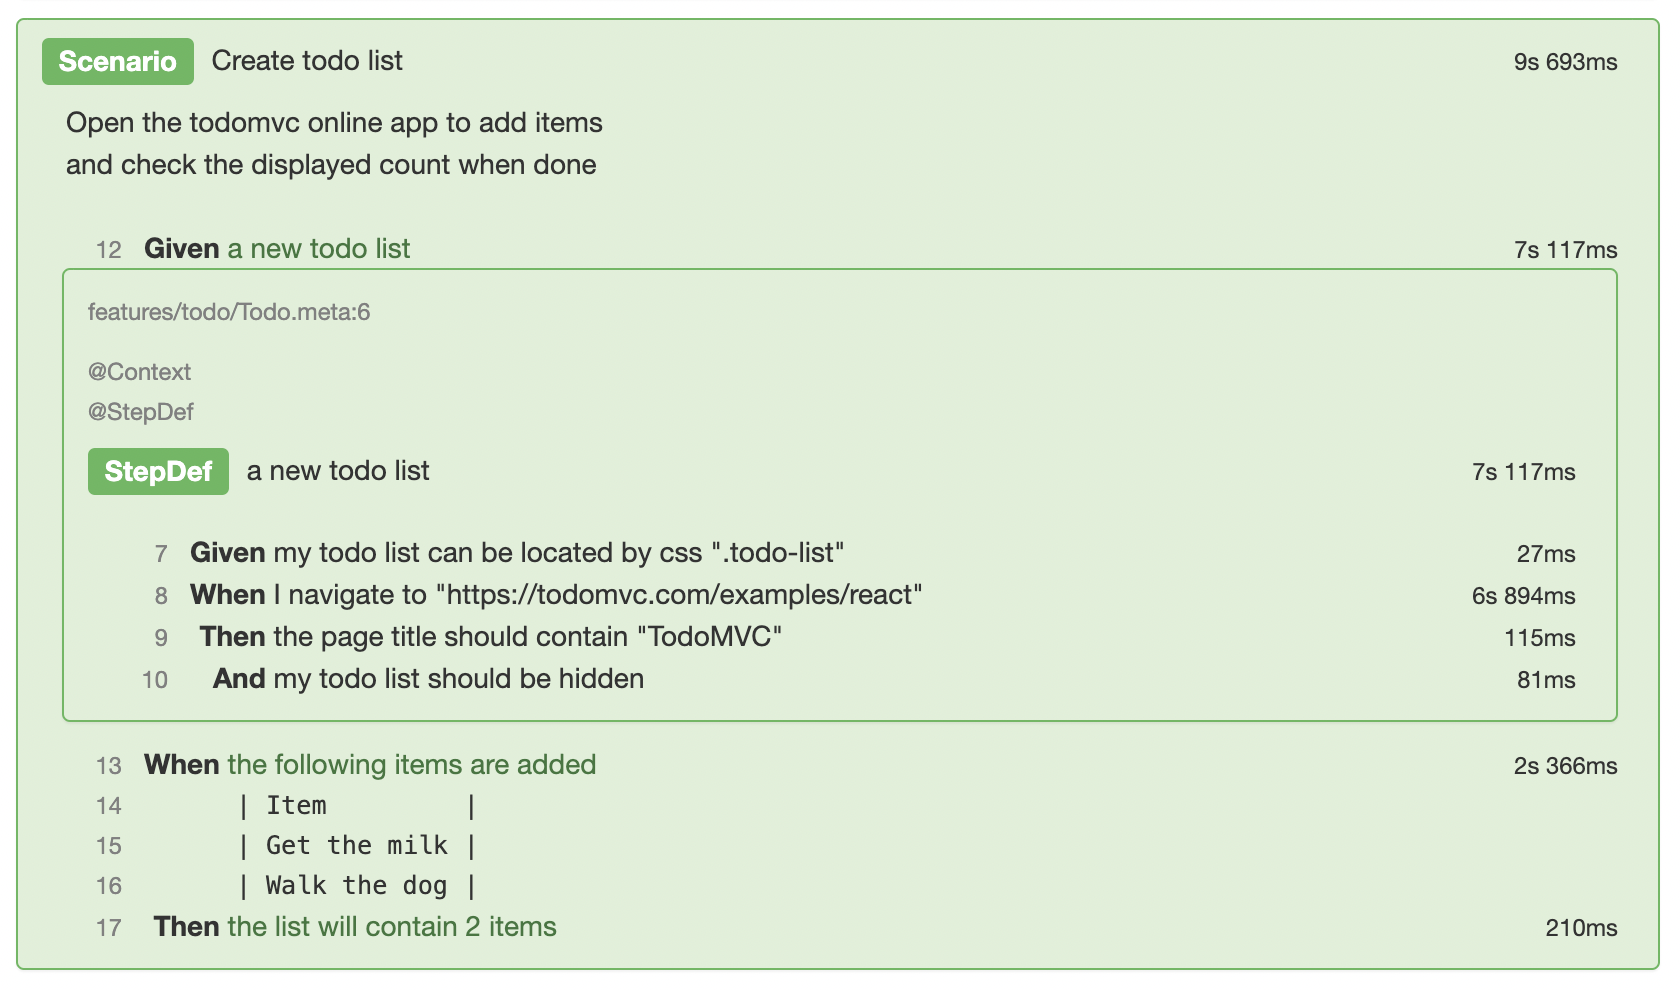 Scenario Create todo list 9s 693ms
Open the todomvc online app to add items
and check the displayed count when done
12 Given a new todo list 7s 117ms
features/todo/Todo.meta:6
@Context
@StepDef
StepDef a new todo list 7s 117ms
7 Given my todo list can be located by css ".todo-list" 27ms
8 When I navigate to "https://todomvc.com/examples/react" 6s 894ms
9 Then the page title should contain "TodoMVC" 115ms
10 And my todo list should be hidden 81ms
13 When the following items are added 2s 366ms
14 | Item |
15 | Get the milk |
16 | Walk the dog |
17 Then the list will contain 2 items 210ms